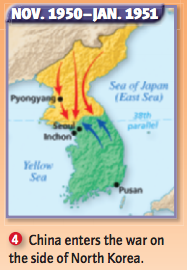 NOV. 1950–JAN. 1951
Sea of Japan
(East Sea)
Pyongyang
38th
parallel
Seoul
Inchon
Yellow
Sea
Pusan
4 China enters the war on
the side of North Korea.